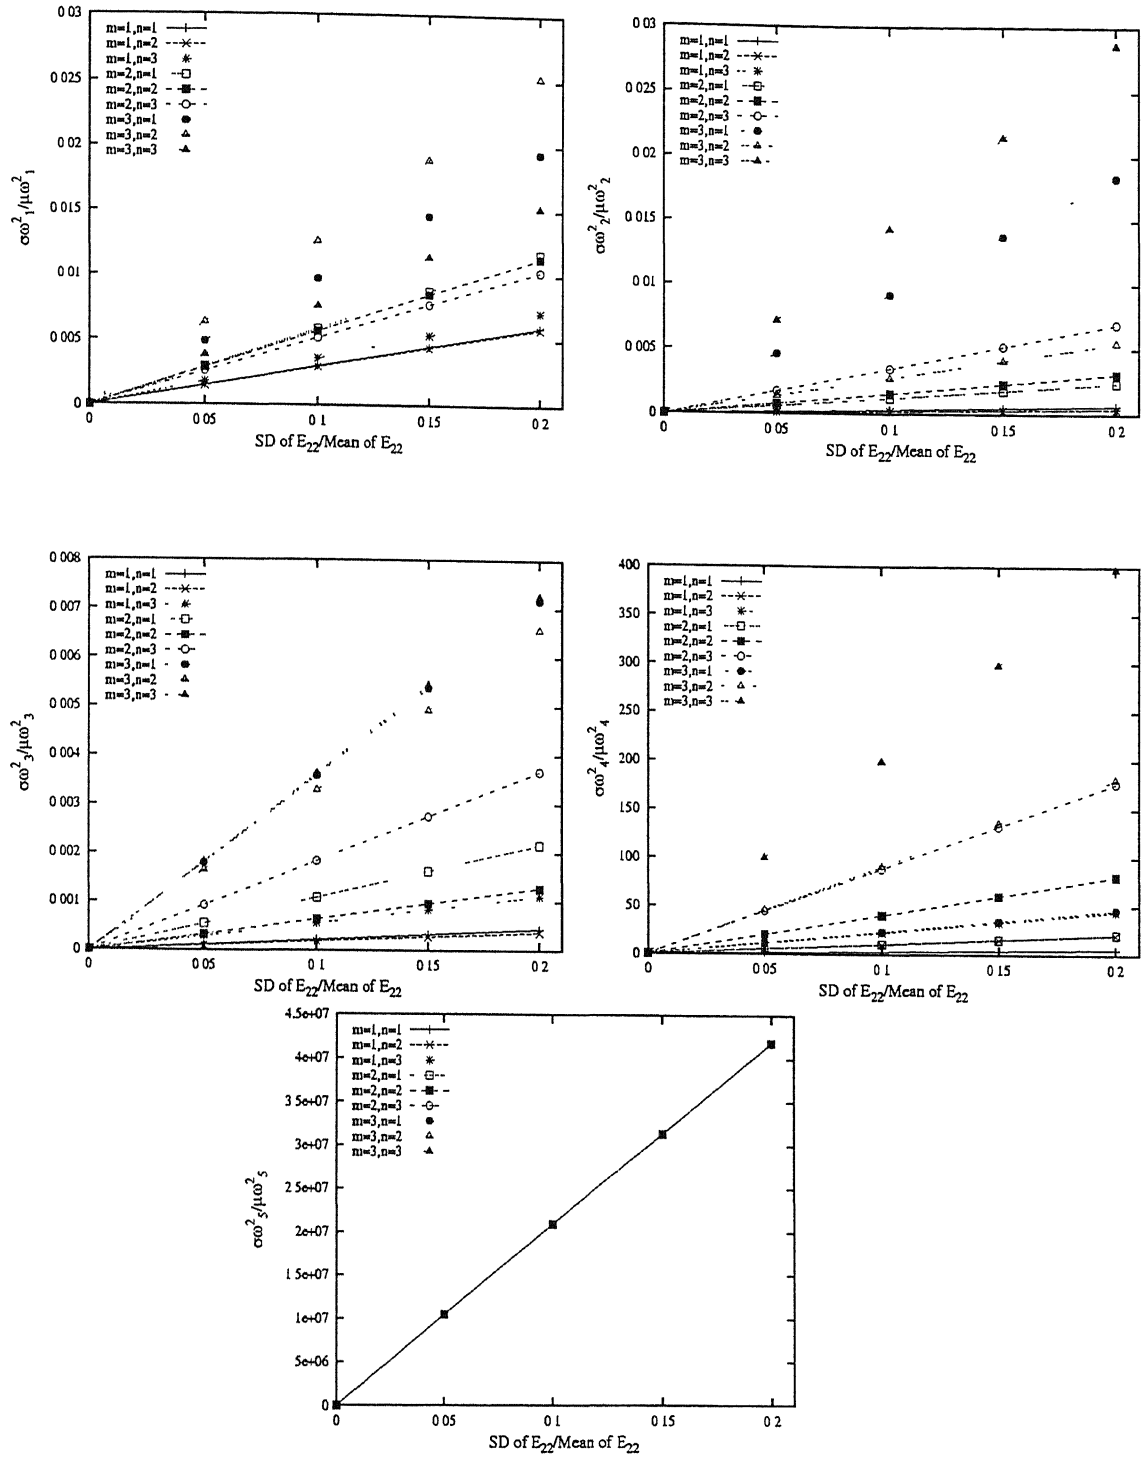 0 03
0 025
0 02
0 015
0 01
0 005
0
m=1,n=1
m=1,n=2
m=1,n=3
m=2,n=1
m=2,n=2
m=2,n=3
m=3,n=1
m=3,n=2
m=3,n=3
σω²₁/μω²₁
0 0 05 0 1 0 15 0 2
SD of E₂₂/Mean of E₂₂
0 03
0 025
0 02
0 015
0 01
0 005
0
m=1,n=1
m=1,n=2
m=1,n=3
m=2,n=1
m=2,n=2
m=2,n=3
m=3,n=1
m=3,n=2
m=3,n=3
σω²₂/μω²₂
0 0 05 0 1 0 15 0 2
SD of E₂₂/Mean of E₂₂
0 008
0 007
0 006
0 005
0 004
0 003
0 002
0 001
0
m=1,n=1
m=1,n=2
m=1,n=3
m=2,n=1
m=2,n=2
m=2,n=3
m=3,n=1
m=3,n=2
m=3,n=3
σω²₃/μω²₃
0 0 05 0 1 0 15 0 2
SD of E₂₂/Mean of E₂₂
400
350
300
250
200
150
100
50
0
m=1,n=1
m=1,n=2
m=1,n=3
m=2,n=1
m=2,n=2
m=2,n=3
m=3,n=1
m=3,n=2
m=3,n=3
σω²₄/μω²₄
0 0 05 0 1 0 15 0 2
SD of E₂₂/Mean of E₂₂
4.5e+07
4e+07
3 5e+07
3e+07
2 5e+07
2e+07
1 5e+07
1e+07
5e+06
0
m=1,n=1
m=1,n=2
m=1,n=3
m=2,n=1
m=2,n=2
m=2,n=3
m=3,n=1
m=3,n=2
m=3,n=3
σω²₅/μω²₅
0 0 05 0 1 0 15 0 2
SD of E₂₂/Mean of E₂₂